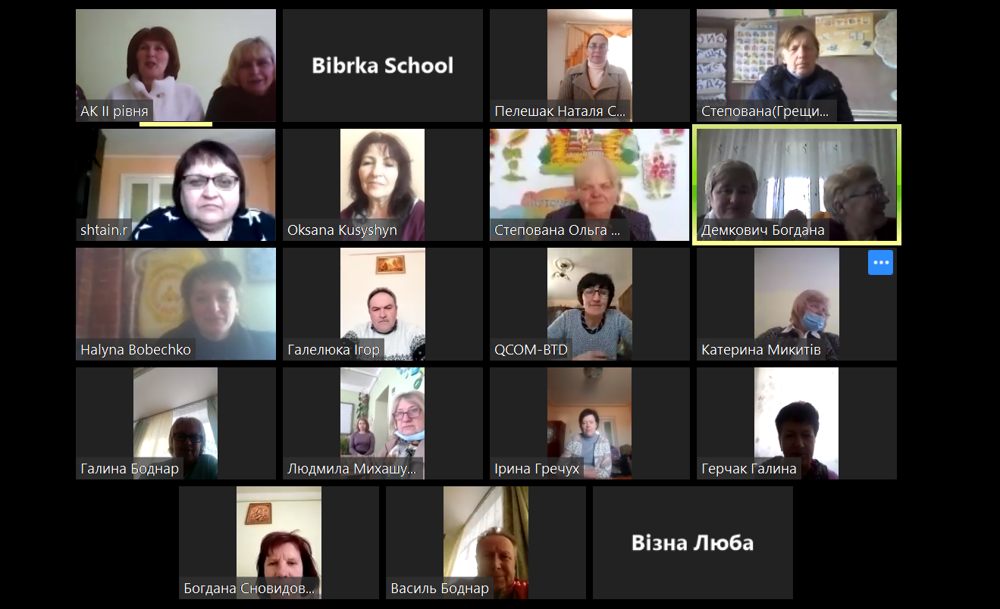 АК ІІ рівня
Bibrka School
Пелешак Наталя С...
Степована(Грещи...
shtain.r
Oksana Kusyshyn
Степована Ольга ...
Демкович Богдана
Halyna Bobechko
Галелюка Ігор
QCOM-BTD
Катерина Микитів
Галина Боднар
Людмила Михашу...
Ірина Гречух
Герчак Галина
Богдана Сновидов...
Василь Боднар
Візна Люба